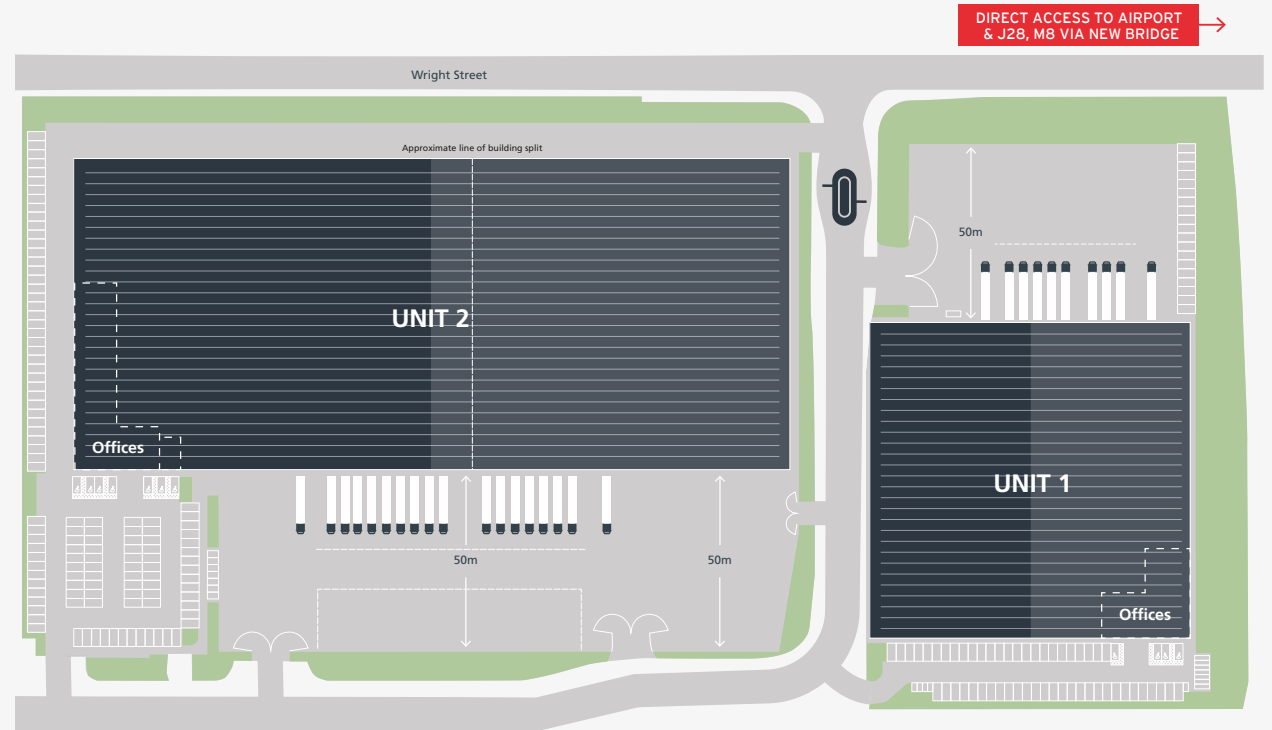 DIRECT ACCESS TO AIRPORT
& J28, M8 VIA NEW BRIDGE
Wright Street
Approximate line of building split
50m
UNIT 2
Offices
UNIT 1
50m
50m
Offices